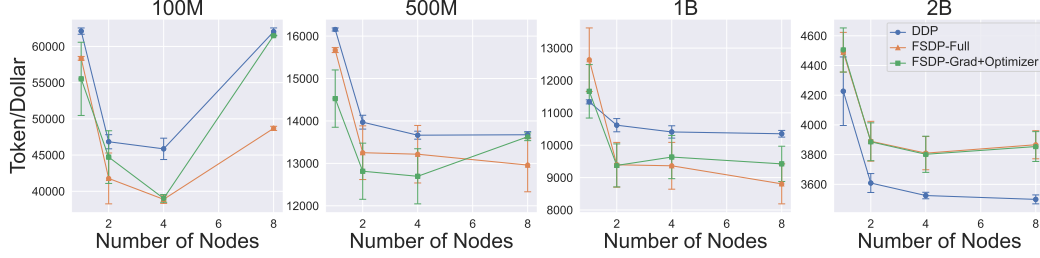 100M
500M
1B
2B
Token/Dollar
60000
55000
50000
45000
40000
16000
15000
14000
13000
12000
13000
12000
11000
10000
9000
8000
4600
4400
4200
4000
3800
3600
DDP
FSDP-Full
FSDP-Grad+Optimizer
2 4 6 8
2 4 6 8
2 4 6 8
2 4 6 8
Number of Nodes
Number of Nodes
Number of Nodes
Number of Nodes